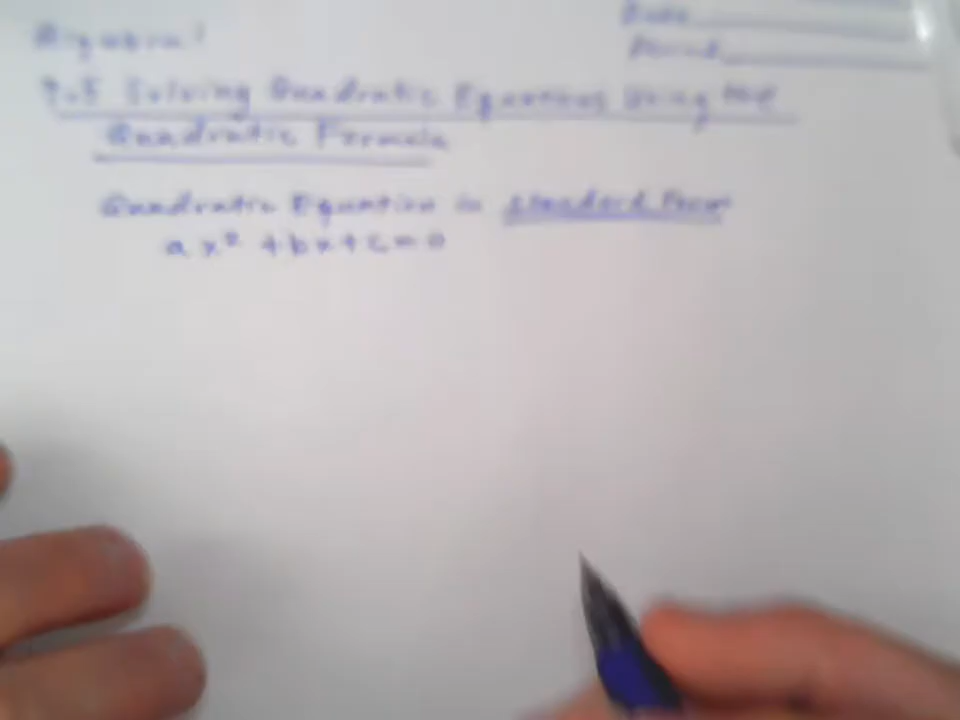 Algebra 1
Date
Period
9.5 Solving Quadratic Equations Using the
Quadratic Formula
Quadratic Equation in Standard Form
ax² + bx + c = 0